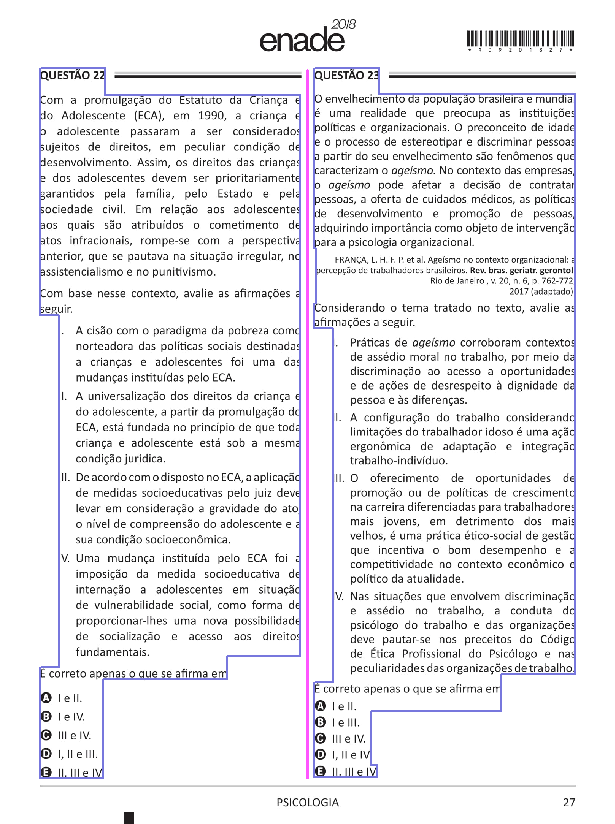 enade 2018
QUESTÃO 22
Com a promulgação do Estatuto da Criança e
do Adolescente (ECA), em 1990, a criança e
o adolescente passaram a ser considerados
sujeitos de direitos, em peculiar condição de
desenvolvimento. Assim, os direitos das crianças
e dos adolescentes devem ser prioritariamente
garantidos pela família, pelo Estado e pela
sociedade civil. Em relação aos adolescentes
aos quais são atribuídos o cometimento de
atos infracionais, rompe-se com a perspectiva
anterior, que se pautava na situação irregular, no
assistencialismo e no punitivismo.
Com base nesse contexto, avalie as afirmações a
seguir.
I. A cisão com o paradigma da pobreza como
norteadora das políticas sociais destinadas
a crianças e adolescentes foi uma das
mudanças instituídas pelo ECA.
II. A universalização dos direitos da criança e
do adolescente, a partir da promulgação do
ECA, está fundada no princípio de que toda
criança e adolescente está sob a mesma
condição jurídica.
III. De acordo com o disposto no ECA, a aplicação
de medidas socioeducativas pelo juiz deve
levar em consideração a gravidade do ato,
o nível de compreensão do adolescente e a
sua condição socioeconômica.
IV. Uma mudança instituída pelo ECA foi a
imposição da medida socioeducativa de
internação a adolescentes em situação
de vulnerabilidade social, como forma de
proporcionar-lhes uma nova possibilidade
de socialização e acesso aos direitos
fundamentais.
É correto apenas o que se afirma em
A I e II.
B I e IV.
C III e IV.
D I, II e III.
E II, III e IV.
QUESTÃO 23
O envelhecimento da população brasileira e mundial
é uma realidade que preocupa as instituições
políticas e organizacionais. O preconceito de idade
e o processo de estereotipar e discriminar pessoas
a partir do seu envelhecimento são fenômenos que
caracterizam o ageísmo. No contexto das empresas,
o ageísmo pode afetar a decisão de contratar
pessoas, a oferta de cuidados médicos, as políticas
de desenvolvimento e promoção de pessoas,
adquirindo importância como objeto de intervenção
para a psicologia organizacional.
FRANÇA, L. H. F. P. et al. Ageísmo no contexto organizacional: a
percepção de trabalhadores brasileiros. Rev. bras. geriatr. gerontol.
Rio de Janeiro , v. 20, n. 6, p. 762-772,
2017 (adaptado).
Considerando o tema tratado no texto, avalie as
afirmações a seguir.
I. Práticas de ageísmo corroboram contextos
de assédio moral no trabalho, por meio da
discriminação ao acesso a oportunidades
e de ações de desrespeito à dignidade da
pessoa e às diferenças.
II. A configuração do trabalho considerando
limitações do trabalhador idoso é uma ação
ergonômica de adaptação e integração
trabalho-indivíduo.
III. O oferecimento de oportunidades de
promoção ou de políticas de crescimento
na carreira diferenciadas para trabalhadores
mais jovens, em detrimento dos mais
velhos, é uma prática ético-social de gestão
que incentiva o bom desempenho e a
competitividade no contexto econômico e
político da atualidade.
IV. Nas situações que envolvem discriminação
e assédio no trabalho, a conduta do
psicólogo do trabalho e das organizações
deve pautar-se nos preceitos do Código
de Ética Profissional do Psicólogo e nas
peculiaridades das organizações de trabalho.
É correto apenas o que se afirma em
A I e II.
B I e III.
C III e IV.
D I, II e IV.
E II, III e IV.
PSICOLOGIA
27